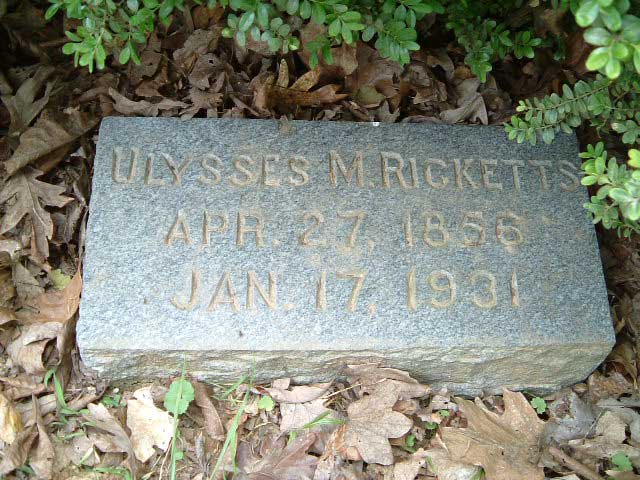 Ulysses M. Ricketts
Apr. 27, 1856
Jan. 17, 1931